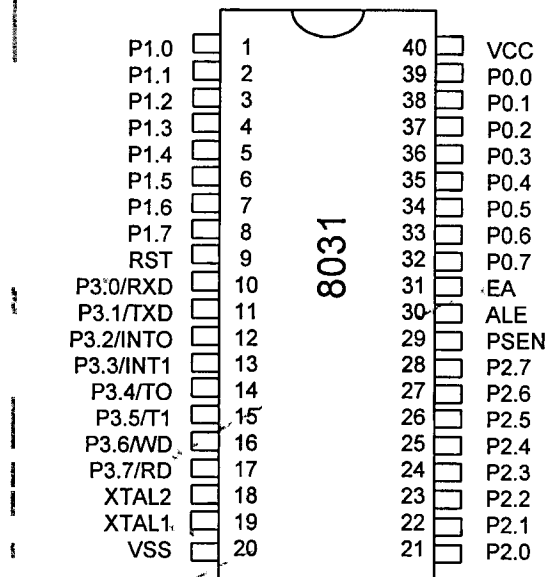 P1.0 1 40 VCC
P1.1 2 39 P0.0
P1.2 3 38 P0.1
P1.3 4 37 P0.2
P1.4 5 36 P0.3
P1.5 6 35 P0.4
P1.6 7 34 P0.5
P1.7 8 33 P0.6
RST 9 32 P0.7
P3.0/RXD 10 31 EA
P3.1/TXD 11 30 ALE
P3.2/INTO 12 29 PSEN
P3.3/INT1 13 28 P2.7
P3.4/TO 14 27 P2.6
P3.5/T1 15 26 P2.5
P3.6/WD 16 25 P2.4
P3.7/RD 17 24 P2.3
XTAL2 18 23 P2.2
XTAL1 19 22 P2.1
VSS 20 21 P2.0
8031